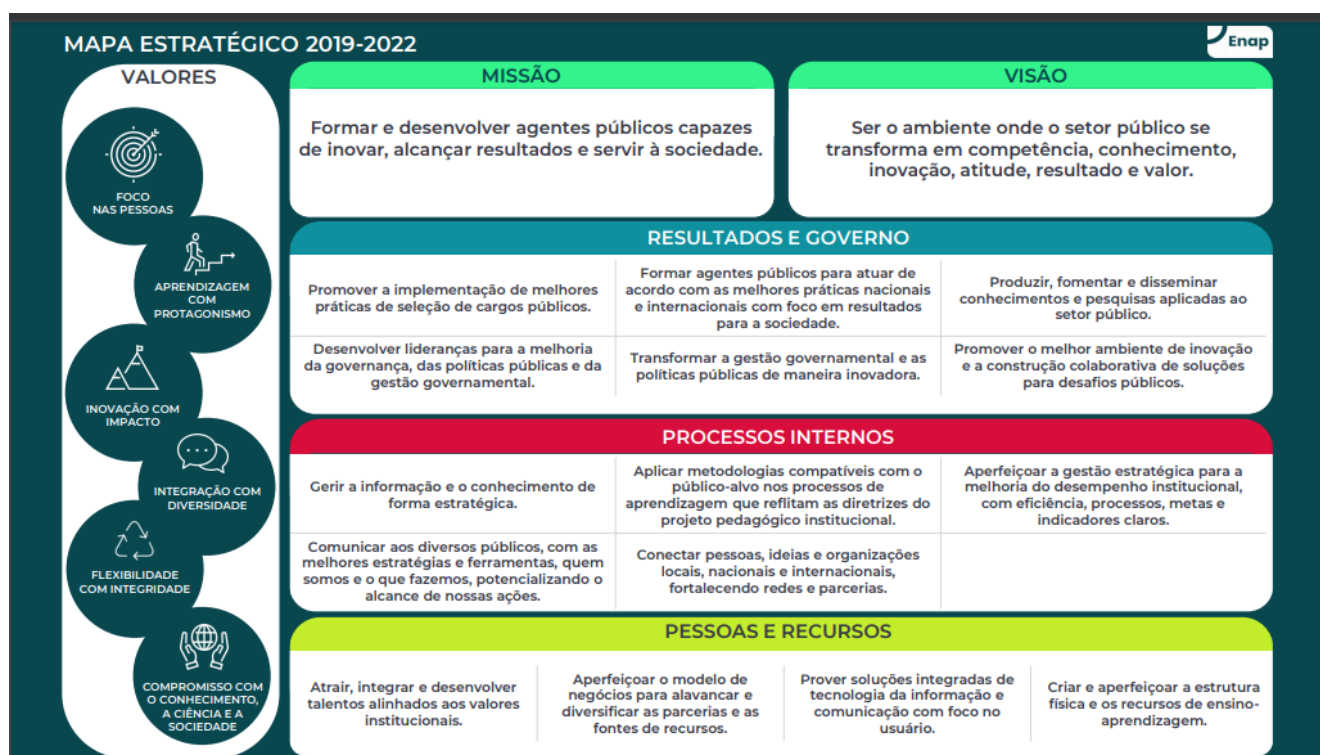 MAPA ESTRATÉGICO 2019-2022
Enap
VALORES
FOCO
NAS PESSOAS
APRENDIZAGEM
COM
PROTAGONISMO
INOVAÇÃO COM
IMPACTO
INTEGRAÇÃO COM
DIVERSIDADE
FLEXIBILIDADE
COM INTEGRIDADE
COMPROMISSO COM
O CONHECIMENTO,
A CIÊNCIA E A
SOCIEDADE
MISSÃO
Formar e desenvolver agentes públicos capazes
de inovar, alcançar resultados e servir à sociedade.
VISÃO
Ser o ambiente onde o setor público se
transforma em competência, conhecimento,
inovação, atitude, resultado e valor.
RESULTADOS E GOVERNO
Promover a implementação de melhores
práticas de seleção de cargos públicos.
Formar agentes públicos para atuar de
acordo com as melhores práticas nacionais
e internacionais com foco em resultados
para a sociedade.
Produzir, fomentar e disseminar
conhecimentos e pesquisas aplicadas ao
setor público.
Desenvolver lideranças para a melhoria
da governança, das políticas públicas e da
gestão governamental.
Transformar a gestão governamental e as
políticas públicas de maneira inovadora.
Promover o melhor ambiente de inovação
e a construção colaborativa de soluções
para desafios públicos.
PROCESSOS INTERNOS
Gerir a informação e o conhecimento de
forma estratégica.
Aplicar metodologias compatíveis com o
público-alvo nos processos de
aprendizagem que reflitam as diretrizes do
projeto pedagógico institucional.
Aperfeiçoar a gestão estratégica para a
melhoria do desempenho institucional,
com eficiência, processos, metas e
indicadores claros.
Comunicar aos diversos públicos, com as
melhores estratégias e ferramentas, quem
somos e o que fazemos, potencializando o
alcance de nossas ações.
Conectar pessoas, ideias e organizações
locais, nacionais e internacionais,
fortalecendo redes e parcerias.
PESSOAS E RECURSOS
Atrair, integrar e desenvolver
talentos alinhados aos valores
institucionais.
Aperfeiçoar o modelo de
negócios para alavancar e
diversificar as parcerias e as
fontes de recursos.
Prover soluções integradas de
tecnologia da informação e
comunicação com foco no
usuário.
Criar e aperfeiçoar a estrutura
física e os recursos de ensino-
aprendizagem.